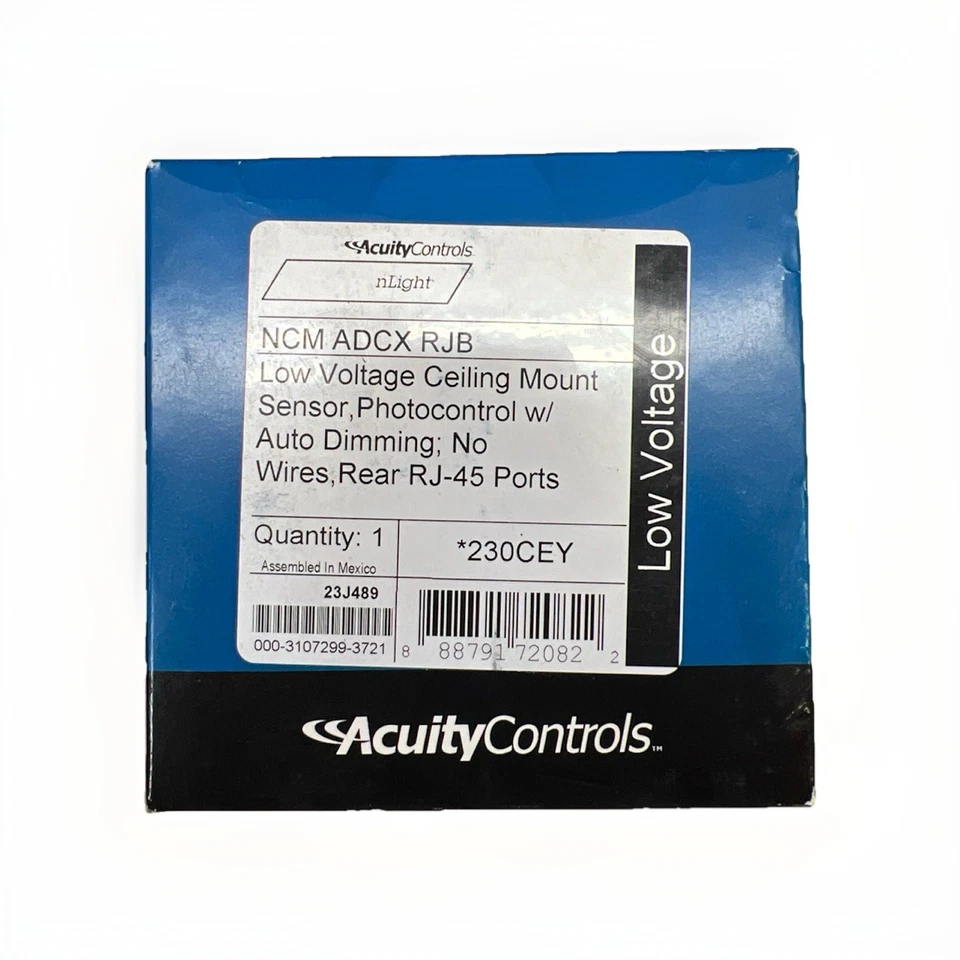 AcuityControls
nLight
NCM ADCX RJB
Low Voltage Ceiling Mount
Sensor,Photocontrol w/
Auto Dimming; No
Wires,Rear RJ-45 Ports
Quantity: 1
Assembled In Mexico
*230CEY
23J489
000-3107299-3721
8 88791 72082 2
Low Voltage
AcuityControls™